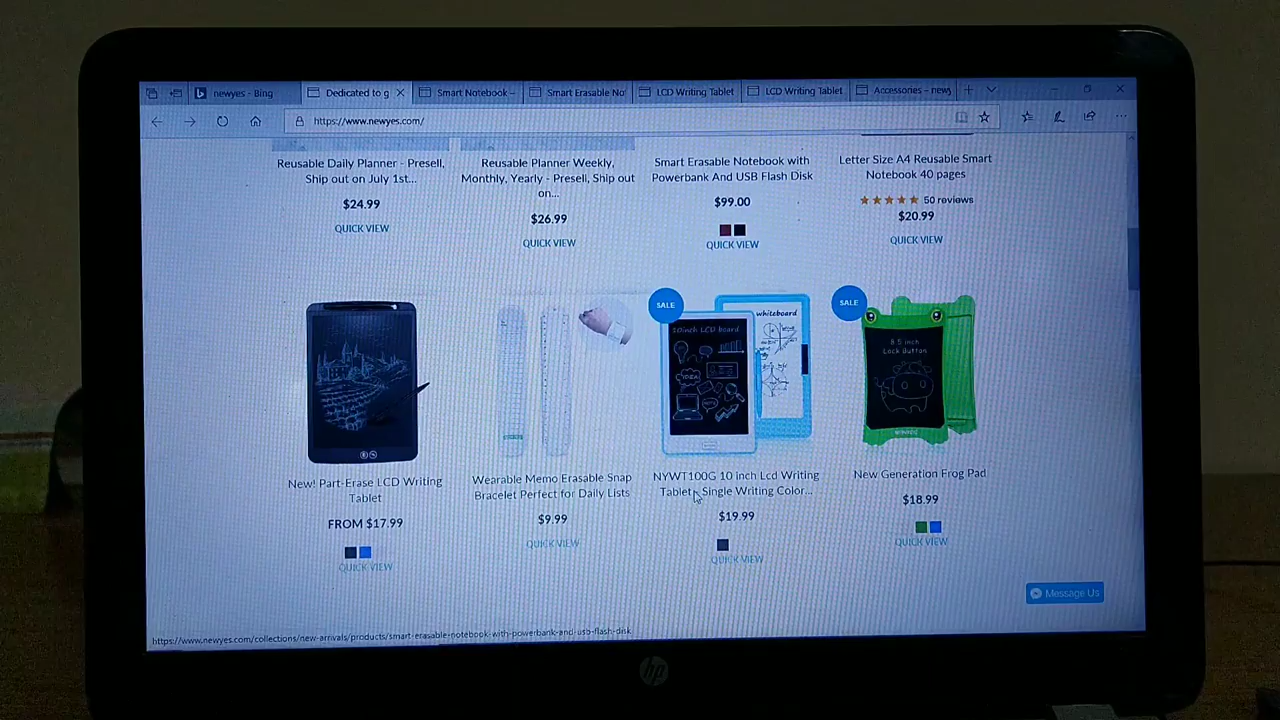 newyes - Bing
Dedicated to g
Smart Notebook –
Smart Erasable No
LCD Writing Tablet
LCD Writing Tablet
Accessories – newy
https://www.newyes.com/
Reusable Daily Planner - Presell,
Ship out on July 1st...
$24.99
QUICK VIEW
Reusable Planner Weekly,
Monthly, Yearly - Presell, Ship out
on...
$26.99
QUICK VIEW
Smart Erasable Notebook with
Powerbank And USB Flash Disk
$99.00
QUICK VIEW
Letter Size A4 Reusable Smart
Notebook 40 pages
50 reviews
$20.99
QUICK VIEW
New! Part-Erase LCD Writing
Tablet
FROM $17.99
QUICK VIEW
Wearable Memo Erasable Snap
Bracelet Perfect for Daily Lists
$9.99
QUICK VIEW
SALE
10inch LCD board
IDEA
whiteboard
NYWT100G 10 inch Lcd Writing
Tablet, Single Writing Color...
$19.99
QUICK VIEW
SALE
8.5 inch
Lock Button
New Generation Frog Pad
$18.99
QUICK VIEW
Message Us
https://www.newyes.com/collections/new-arrivals/products/smart-erasable-notebook-with-powerbank-and-usb-flash-disk
hp